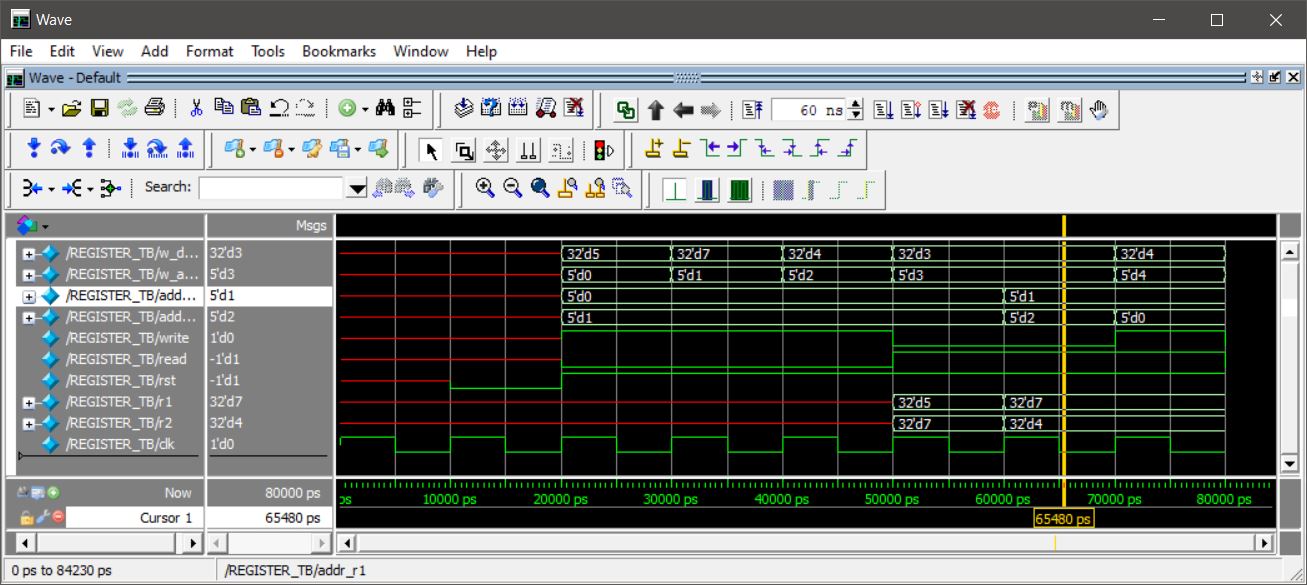 Wave
File Edit View Add Format Tools Bookmarks Window Help
Wave - Default
60 ns
Search:
Msgs
/REGISTER_TB/w_d... 32'd3 32'd5 32'd7 32'd4 32'd3 32'd4
/REGISTER_TB/w_a... 5'd3 5'd0 5'd1 5'd2 5'd3 5'd4
/REGISTER_TB/add... 5'd1 5'd0 5'd1
/REGISTER_TB/add... 5'd2 5'd1 5'd2 5'd0
/REGISTER_TB/write 1'd0
/REGISTER_TB/read -1'd1
/REGISTER_TB/rst -1'd1
/REGISTER_TB/r1 32'd7 32'd5 32'd7
/REGISTER_TB/r2 32'd4 32'd7 32'd4
/REGISTER_TB/clk 1'd0
Now 80000 ps ps 10000 ps 20000 ps 30000 ps 40000 ps 50000 ps 60000 ps 70000 ps 80000 ps
Cursor 1 65480 ps 65480 ps
0 ps to 84230 ps /REGISTER_TB/addr_r1